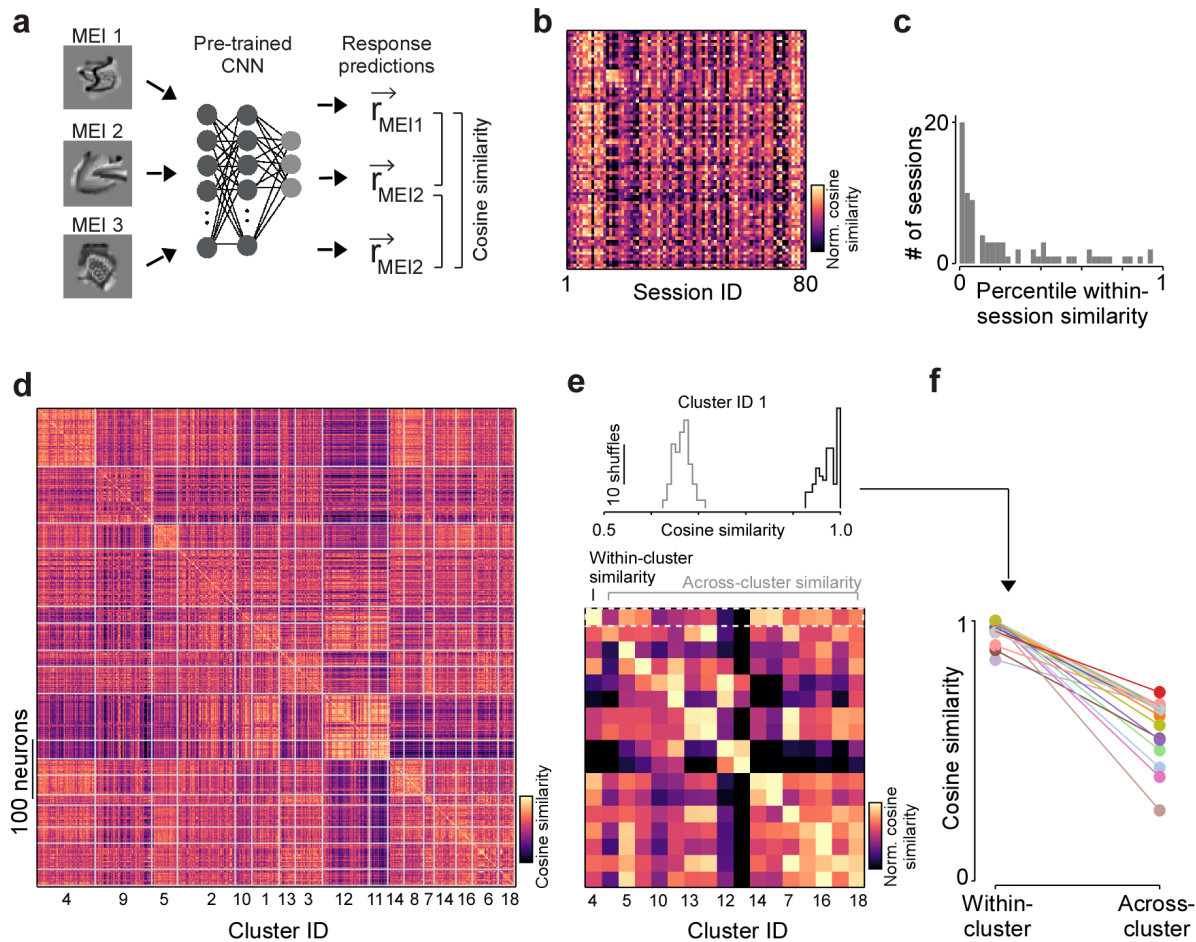 a
MEI 1
MEI 2
MEI 3
Pre-trained
CNN
Response
predictions
r MEI1
r MEI2
r MEI2
Cosine similarity
b
1
Session ID
80
Norm. cosine
similarity
c
20
0
# of sessions
0
1
Percentile within-
session similarity
d
100 neurons
4 9 5 2 10 1 13 3 12 11 14 8 7 14 16 6 18
Cluster ID
Cosine similarity
e
Cluster ID 1
10 shuffles
0.5
Cosine similarity
1.0
Within-cluster
similarity
Across-cluster similarity
4 5 10 13 12 7 16 18
Cluster ID
Norm. cosine
similarity
f
1
0
Cosine similarity
Within-
cluster
Across-
cluster